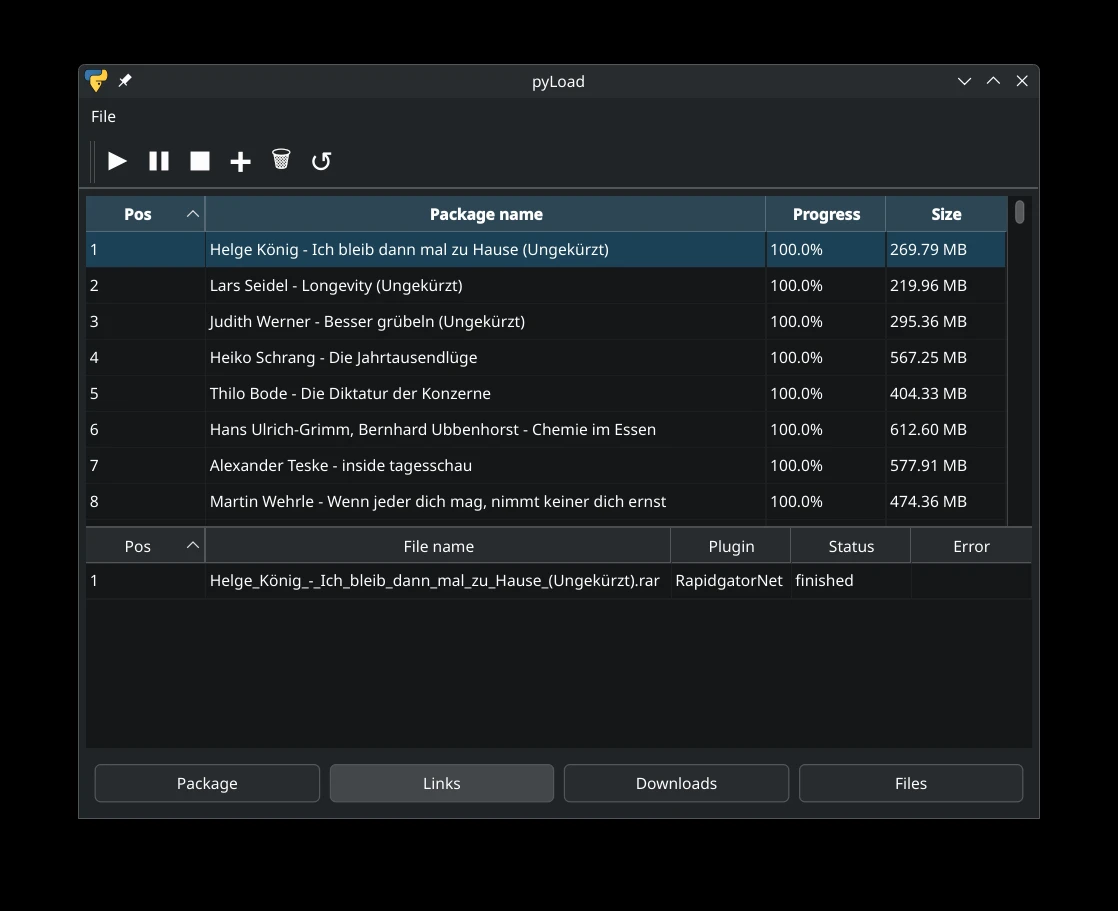 pyLoad
File
Pos Package name Progress Size
1 Helge König - Ich bleib dann mal zu Hause (Ungekürzt) 100.0% 269.79 MB
2 Lars Seidel - Longevity (Ungekürzt) 100.0% 219.96 MB
3 Judith Werner - Besser grübeln (Ungekürzt) 100.0% 295.36 MB
4 Heiko Schrang - Die Jahrtausendlüge 100.0% 567.25 MB
5 Thilo Bode - Die Diktatur der Konzerne 100.0% 404.33 MB
6 Hans Ulrich-Grimm, Bernhard Ubbenhorst - Chemie im Essen 100.0% 612.60 MB
7 Alexander Teske - inside tagesschau 100.0% 577.91 MB
8 Martin Wehrle - Wenn jeder dich mag, nimmt keiner dich ernst 100.0% 474.36 MB
Pos File name Plugin Status Error
1 Helge_König_-_Ich_bleib_dann_mal_zu_Hause_(Ungekürzt).rar RapidgatorNet finished
Package Links Downloads Files